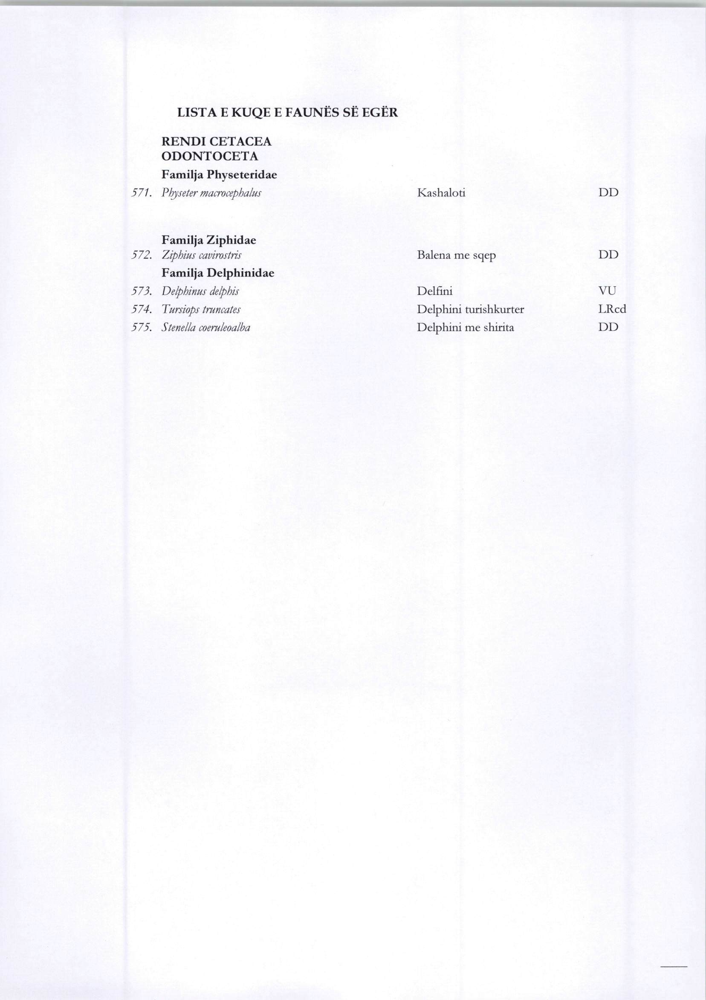 LISTA E KUQE E FAUNËS SË EGËR
RENDI CETACEA
ODONTOCETA
Familja Physeteridae
571. Physeter macrocephalus Kashaloti DD
Familja Ziphidae
572. Ziphius cavirostris Balena me sqep DD
Familja Delphinidae
573. Delphinus delphis Delfini VU
574. Tursiops truncates Delphini turishkurter LRcd
575. Stenella coeruleoalba Delphini me shirita DD